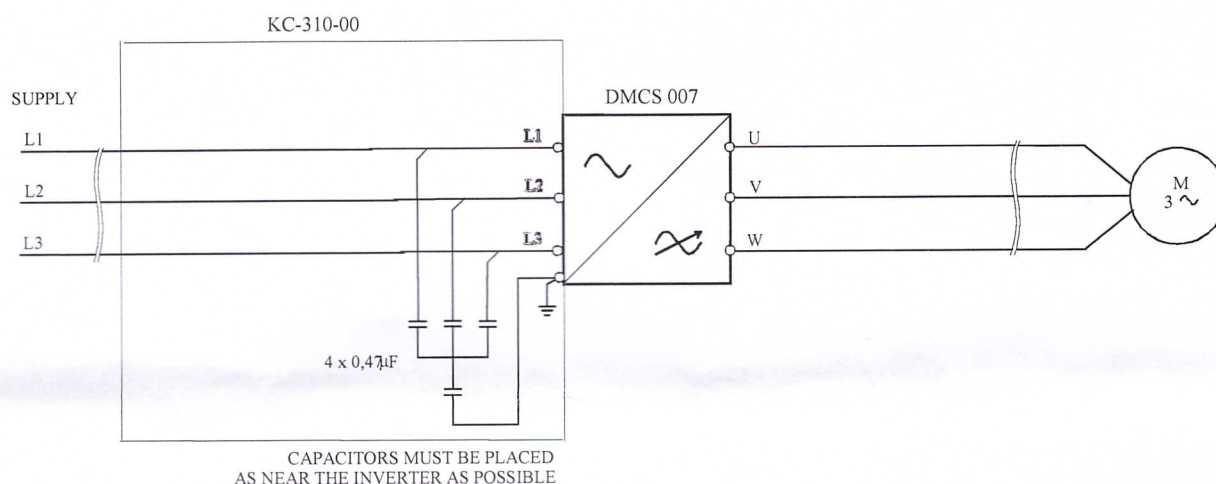 KC-310-00
SUPPLY
DMCS 007
L1
L1
U
L2
L2
V
M
3
L3
L3
W
4 x 0,47µF
CAPACITORS MUST BE PLACED
AS NEAR THE INVERTER AS POSSIBLE